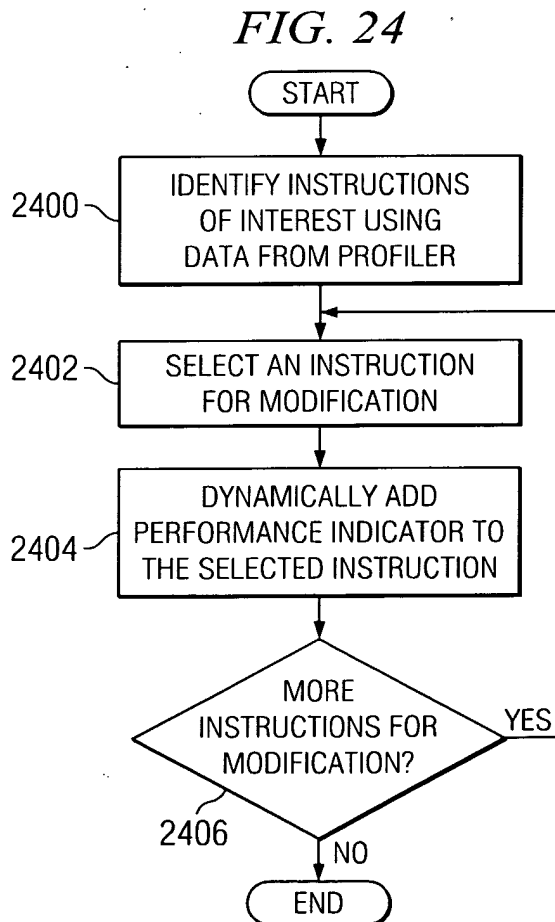 FIG. 24
START
2400
IDENTIFY INSTRUCTIONS
OF INTEREST USING
DATA FROM PROFILER
2402
SELECT AN INSTRUCTION
FOR MODIFICATION
2404
DYNAMICALLY ADD
PERFORMANCE INDICATOR TO
THE SELECTED INSTRUCTION
MORE
INSTRUCTIONS FOR
MODIFICATION?
YES
2406
NO
END